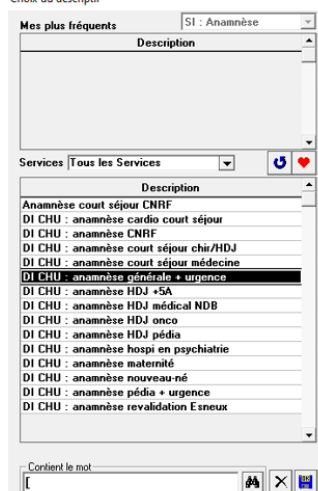 Choix du descriptif
Mes plus fréquents
SI : Anamnèse
Description
Services
Tous les Services
Description
Anamnèse court séjour CNRF
DI CHU : anamnèse cardio court séjour
DI CHU : anamnèse CNRF
DI CHU : anamnèse court séjour chir/HDJ
DI CHU : anamnèse court séjour médecine
DI CHU : anamnèse générale + urgence
DI CHU : anamnèse HDJ +5A
DI CHU : anamnèse HDJ médical NDB
DI CHU : anamnèse HDJ onco
DI CHU : anamnèse HDJ pédia
DI CHU : anamnèse hospi en psychiatrie
DI CHU : anamnèse maternité
DI CHU : anamnèse nouveau-né
DI CHU : anamnèse pédia + urgence
DI CHU : anamnèse revalidation Esneux
Contient le mot
[